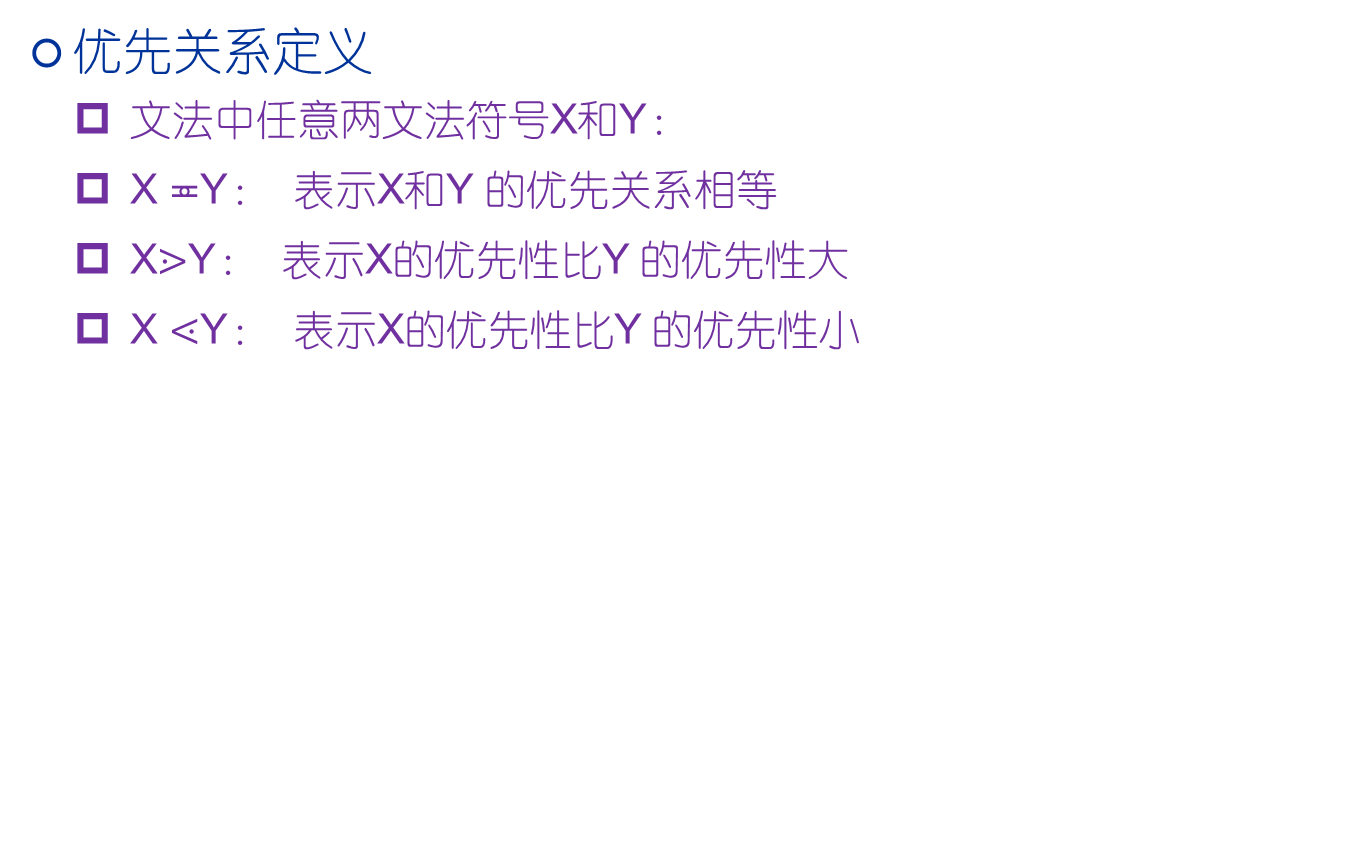 优先关系定义
文法中任意两文法符号X和Y：
X ≖Y： 表示X和Y 的优先关系相等
X⋗Y： 表示X的优先性比Y 的优先性大
X ⋖Y： 表示X的优先性比Y 的优先性小